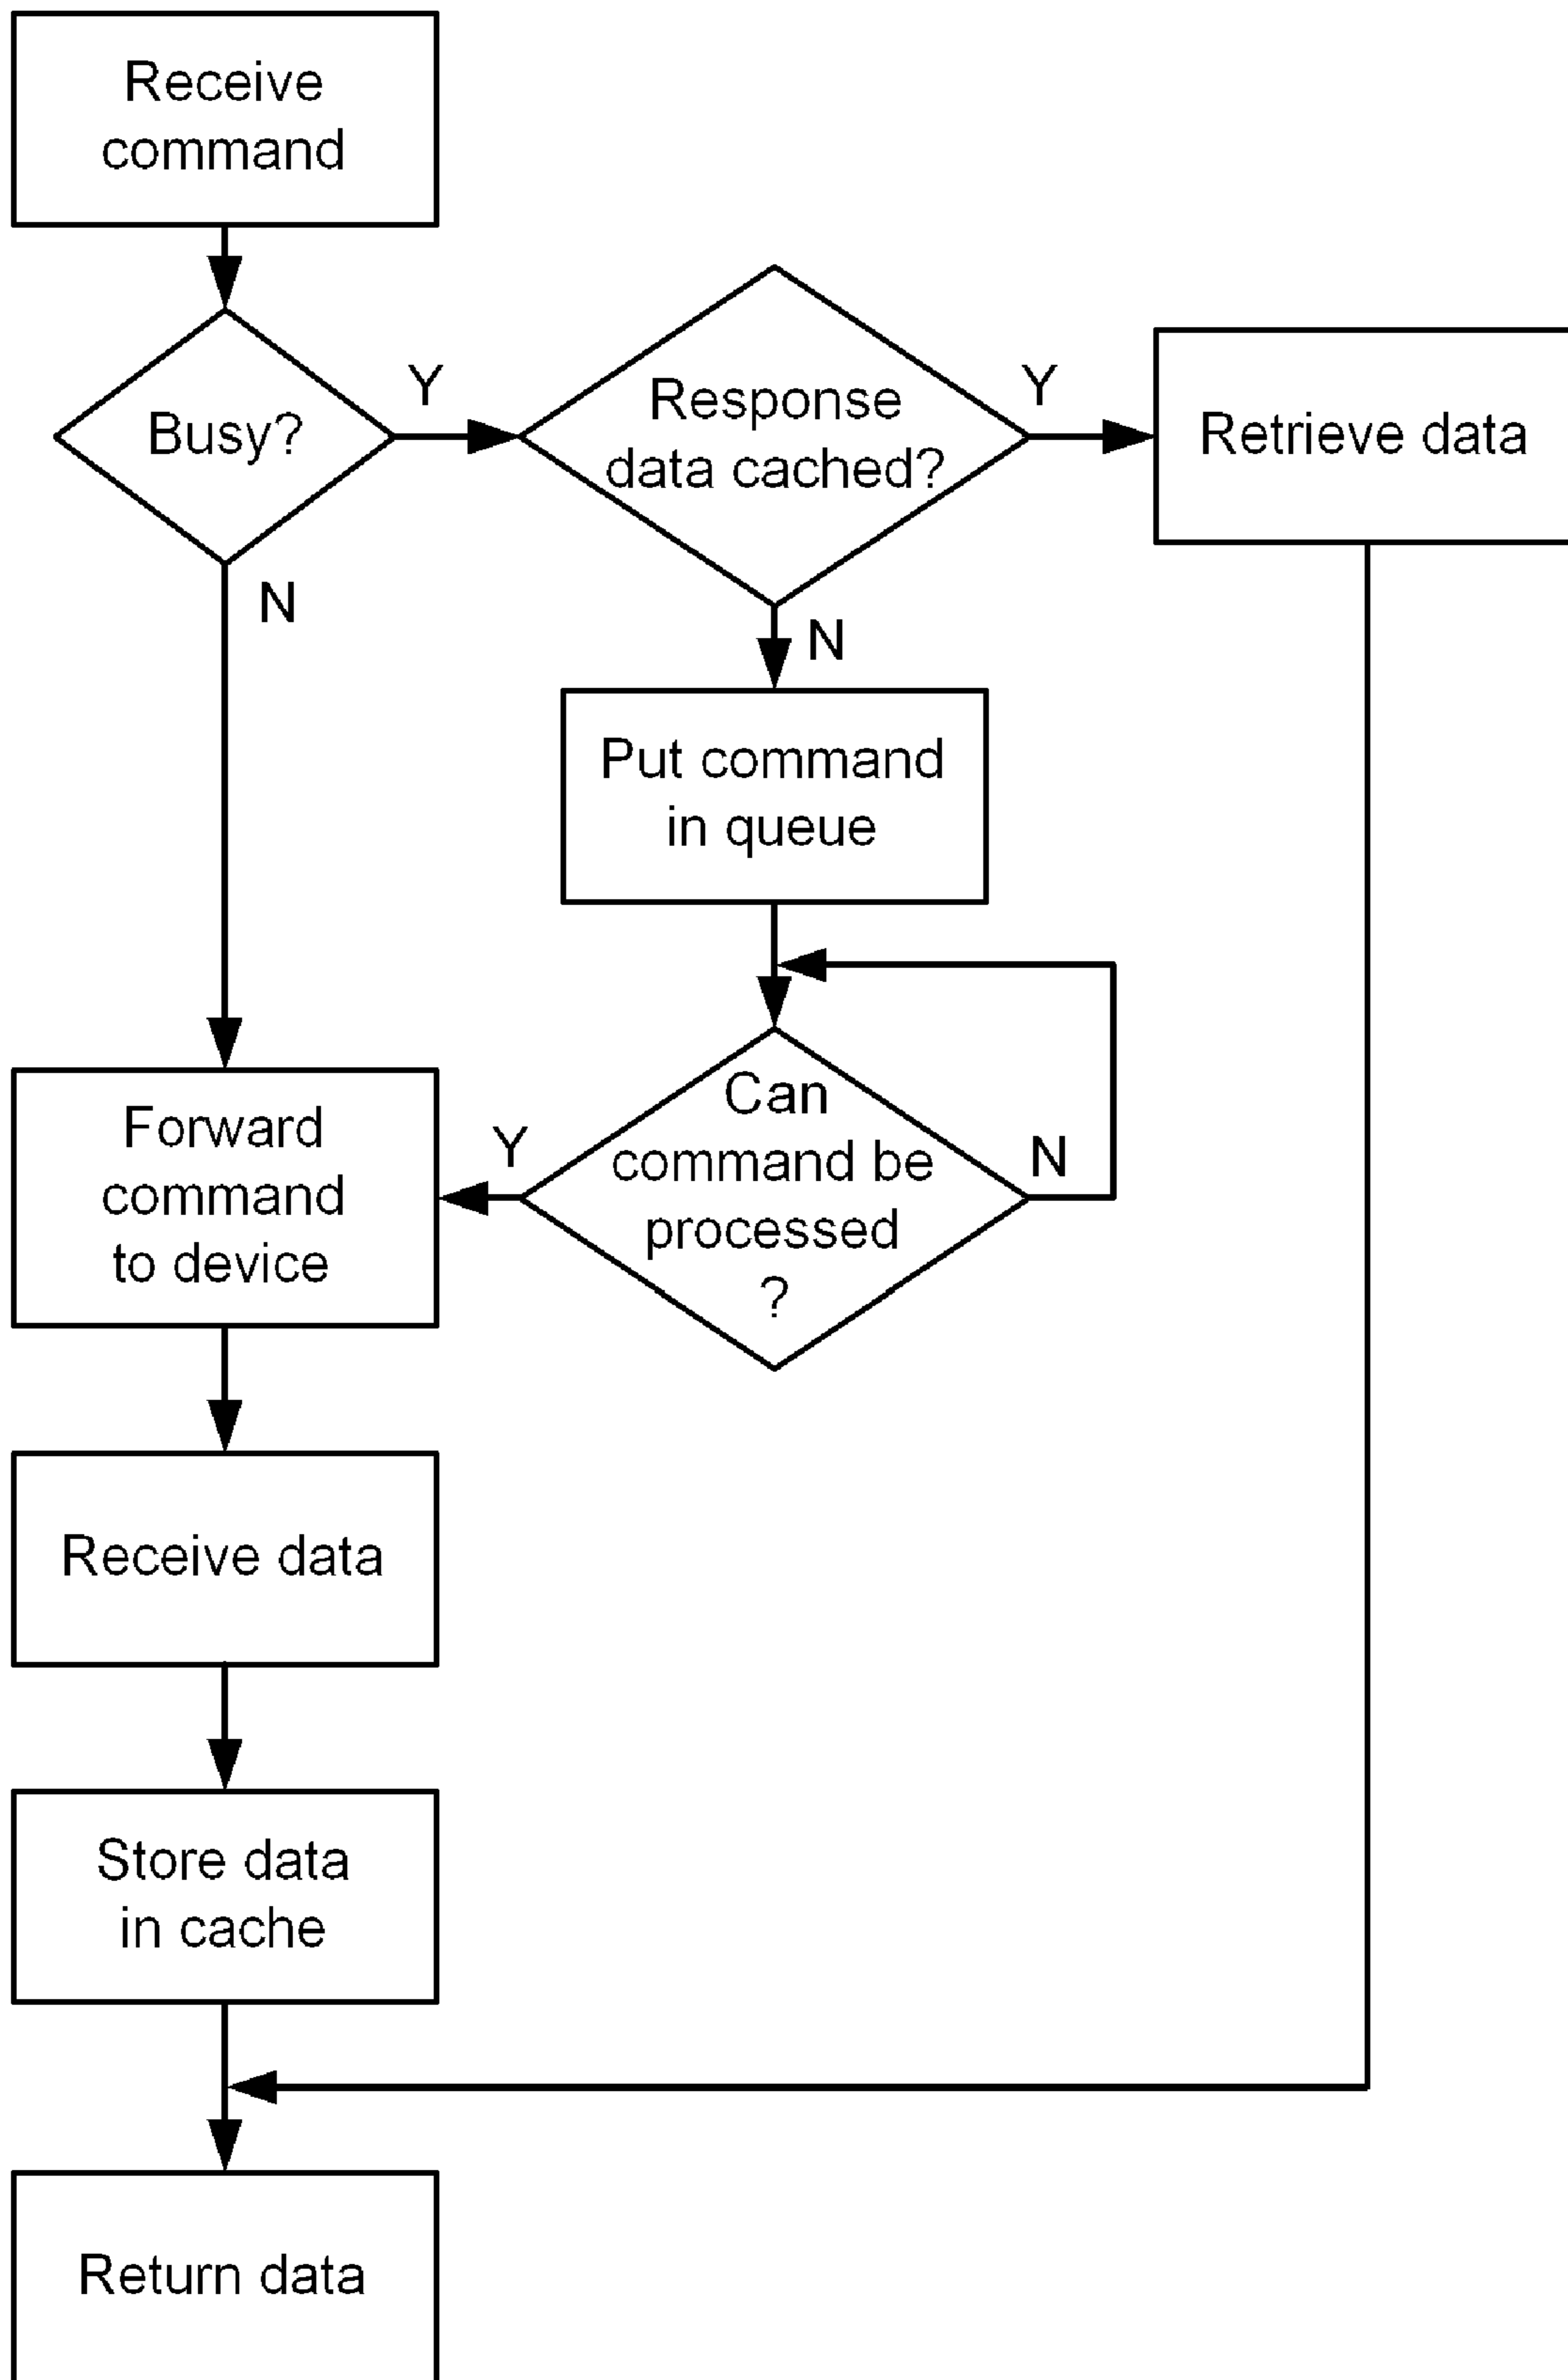 Receive
command
Busy?
Y
Response
data cached?
Y
Retrieve data
N
N
Put command
in queue
Can
command be
processed
?
Y
N
Forward
command
to device
Receive data
Store data
in cache
Return data